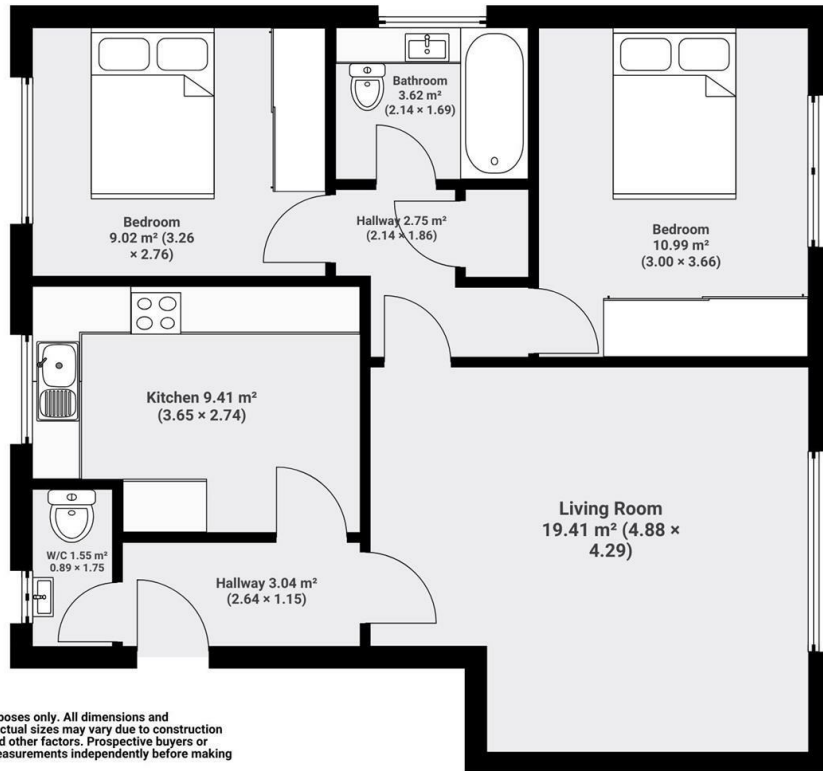 Bathroom
3.62 m²
(2.14 × 1.69)
Bedroom
9.02 m² (3.26
× 2.76)
Hallway 2.75 m²
(2.14 × 1.86)
Bedroom
10.99 m²
(3.00 × 3.66)
Kitchen 9.41 m²
(3.65 × 2.74)
Living Room
19.41 m² (4.88 ×
4.29)
W/C 1.55 m²
0.89 × 1.75
Hallway 3.04 m²
(2.64 × 1.15)
poses only. All dimensions and
ctual sizes may vary due to construction
d other factors. Prospective buyers or
easurements independently before making